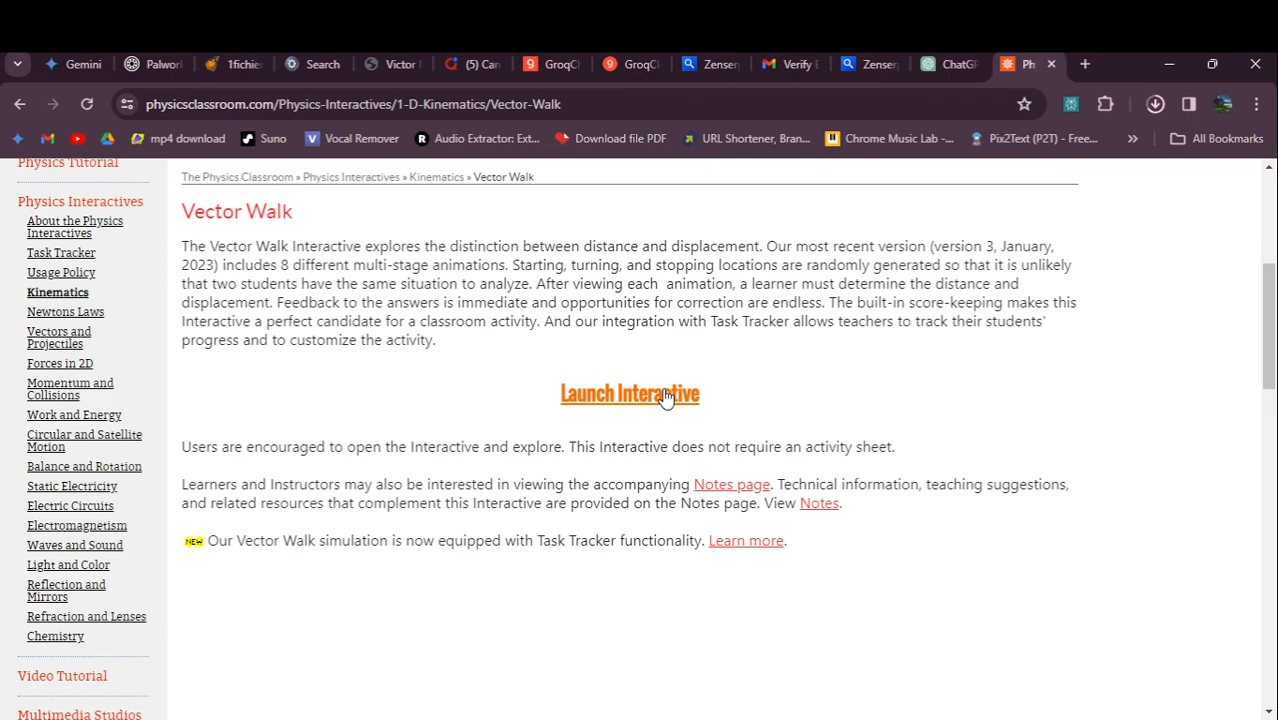 Gemini
Palworl
1fichie
Search
Victor
(5) (Can
GroqCl
GroqCl
Zenserp
Verify E
Zenserp
ChatGF
Ph
physicsclassroom.com/Physics-Interactives/1-D-Kinematics/Vector-Walk
mp4 download
Suno
Vocal Remover
Audio Extractor: Ext...
Download file PDF
URL Shortener, Bran...
Chrome Music Lab -...
Pix2Text (P2T) - Free...
»
All Bookmarks
Physics Tutorial
Physics Interactives
About the Physics
Interactives
Task Tracker
Usage Policy
Kinematics
Newtons Laws
Vectors and
Projectiles
Forces in 2D
Momentum and
Collisions
Work and Energy
Circular and Satellite
Motion
Balance and Rotation
Static Electricity
Electric Circuits
Electromagnetism
Waves and Sound
Light and Color
Reflection and
Mirrors
Refraction and Lenses
Chemistry
Video Tutorial
Multimedia Studios
The Physics Classroom » Physics Interactives » Kinematics » Vector Walk
Vector Walk
The Vector Walk Interactive explores the distinction between distance and displacement. Our most recent version (version 3, January,
2023) includes 8 different multi-stage animations. Starting, turning, and stopping locations are randomly generated so that it is unlikely
that two students have the same situation to analyze. After viewing each animation, a learner must determine the distance and
displacement. Feedback to the answers is immediate and opportunities for correction are endless. The built-in score-keeping makes this
Interactive a perfect candidate for a classroom activity. And our integration with Task Tracker allows teachers to track their students'
progress and to customize the activity.
Launch Interactive
Users are encouraged to open the Interactive and explore. This Interactive does not require an activity sheet.
Learners and Instructors may also be interested in viewing the accompanying Notes page. Technical information, teaching suggestions,
and related resources that complement this Interactive are provided on the Notes page. View Notes.
NEW Our Vector Walk simulation is now equipped with Task Tracker functionality. Learn more.